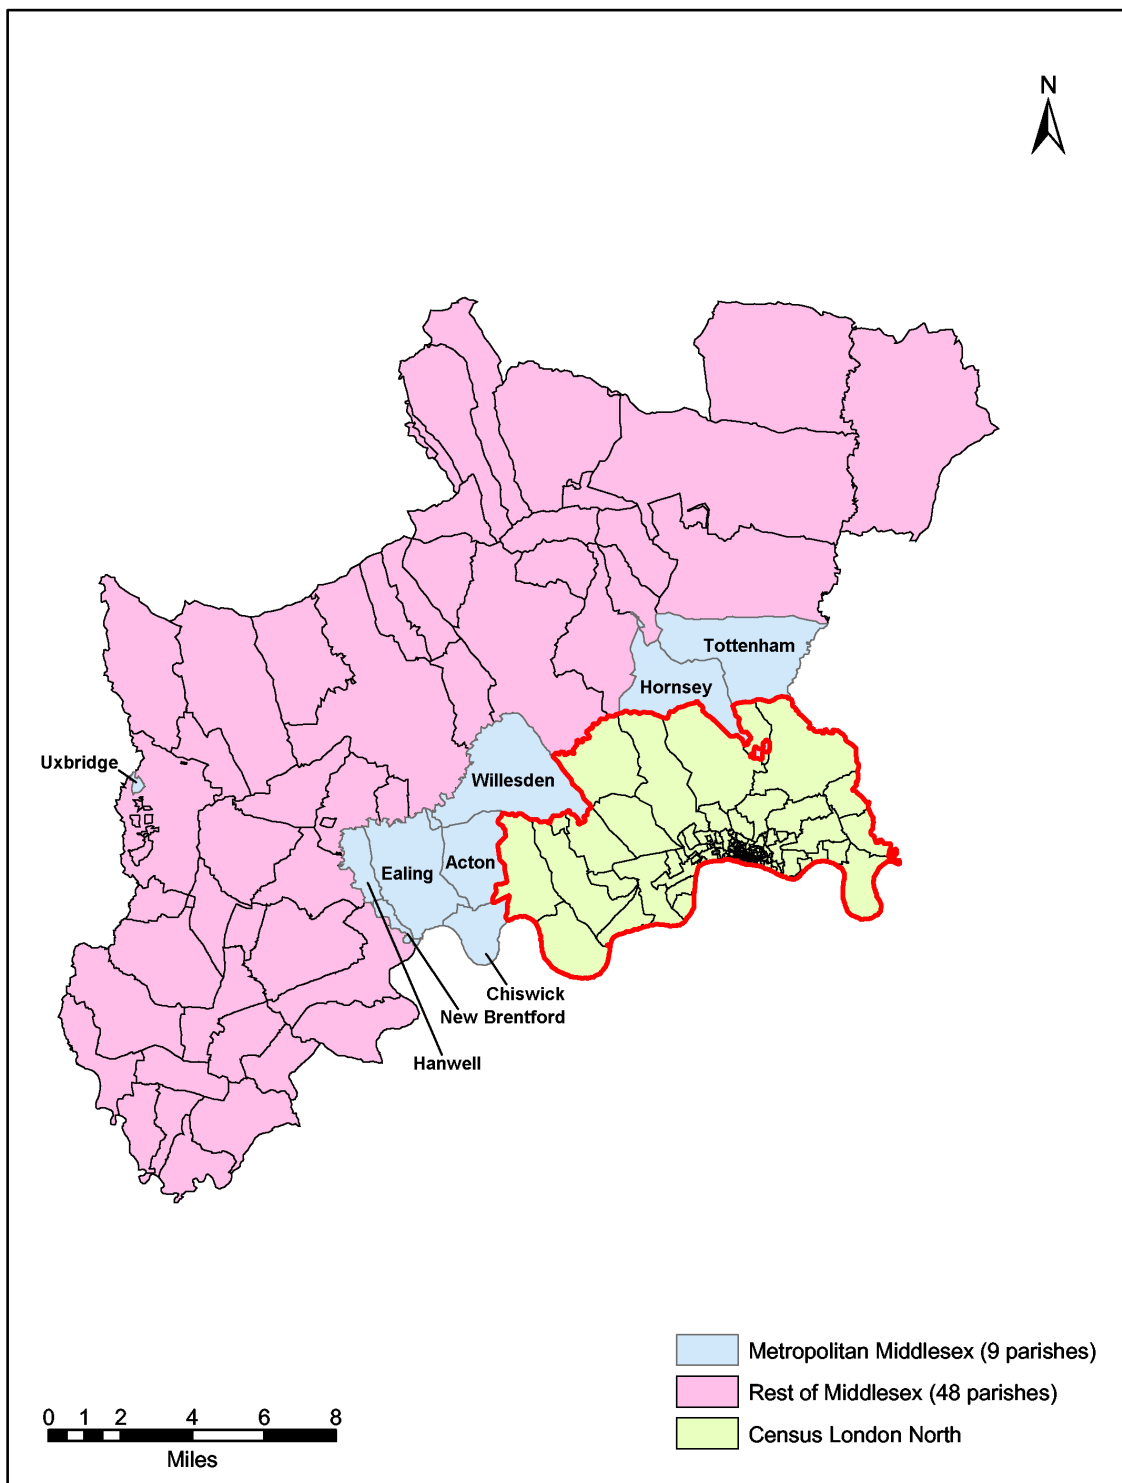 N
Tottenham
Hornsey
Uxbridge
Willesden
Acton
Ealing
Chiswick
New Brentford
Hanwell
Metropolitan Middlesex (9 parishes)
Rest of Middlesex (48 parishes)
Census London North
0 1 2 4 6 8
Miles